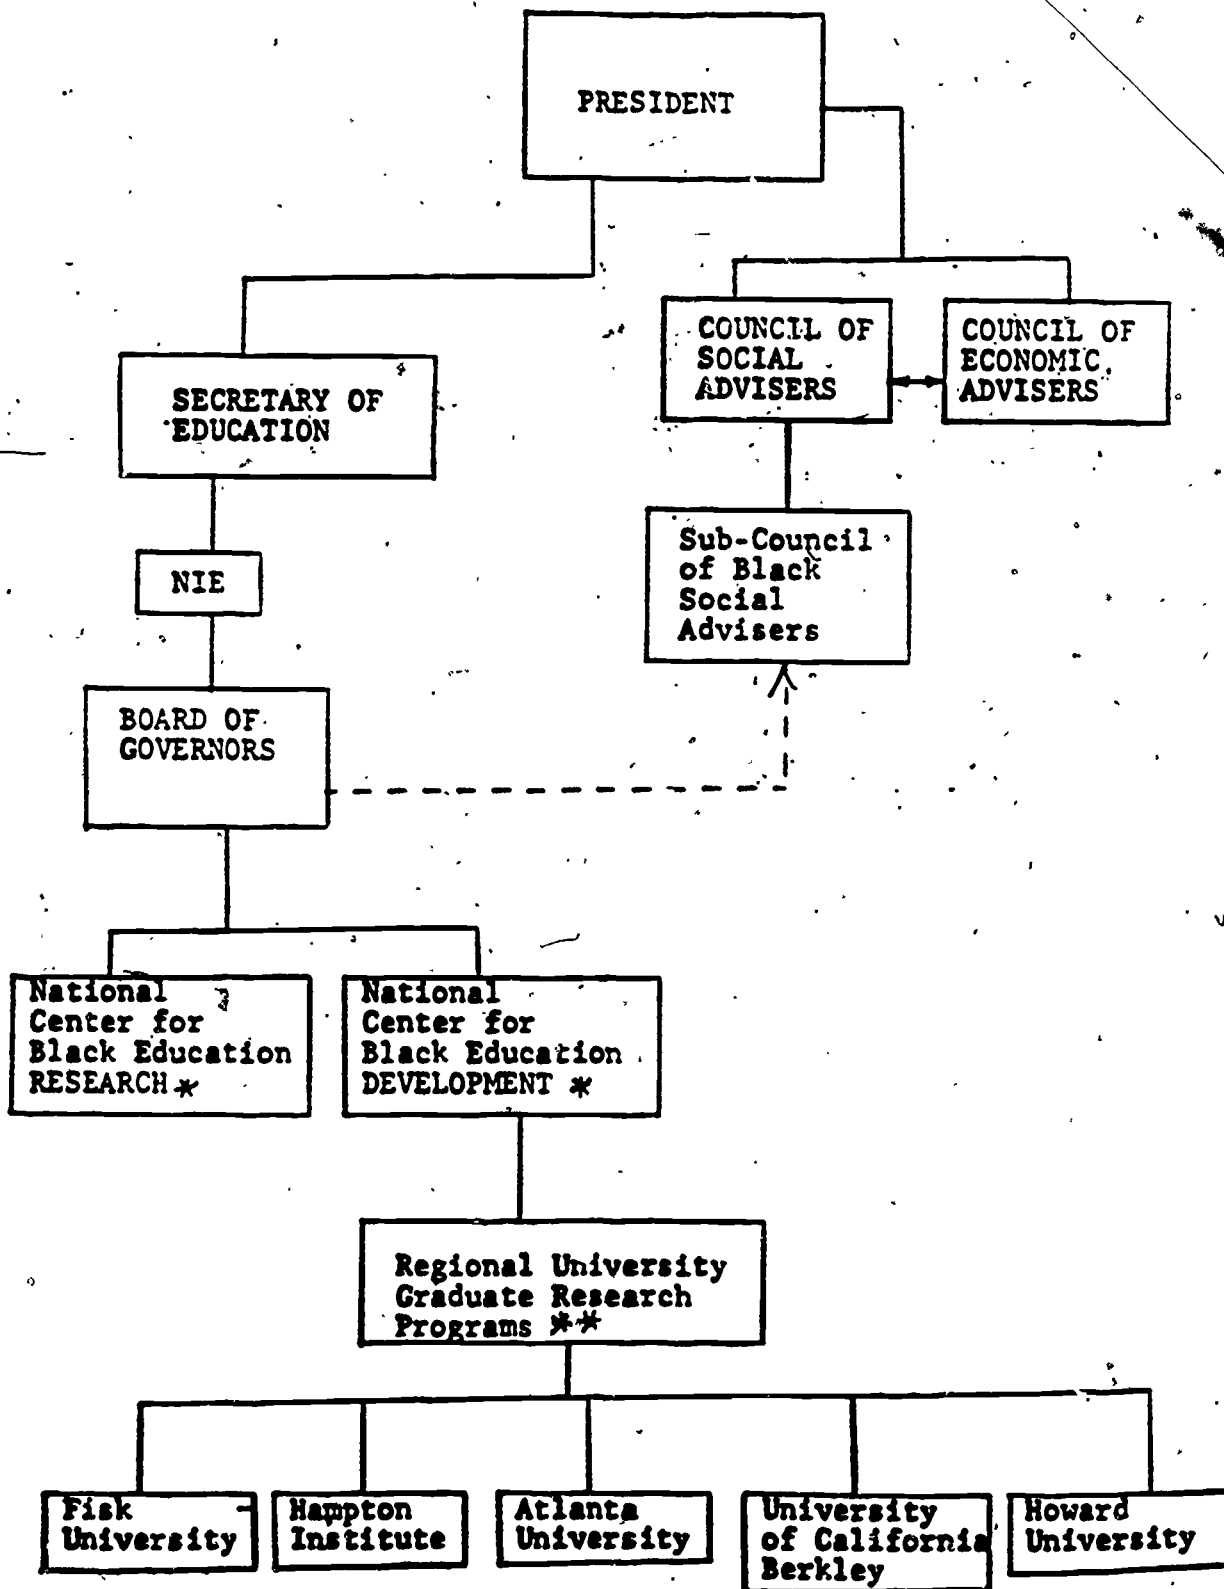 PRESIDENT
COUNCIL OF
SOCIAL
ADVISERS
COUNCIL OF
ECONOMIC
ADVISERS
SECRETARY OF
EDUCATION
Sub-Council
of Black
Social
Advisers
NIE
BOARD OF
GOVERNORS
National
Center for
Black Education
RESEARCH *
National
Center for
Black Education
DEVELOPMENT *
Regional University
Graduate Research
Programs **
Fisk
University
Hampton
Institute
Atlanta
University
University
of California
Berkley
Howard
University